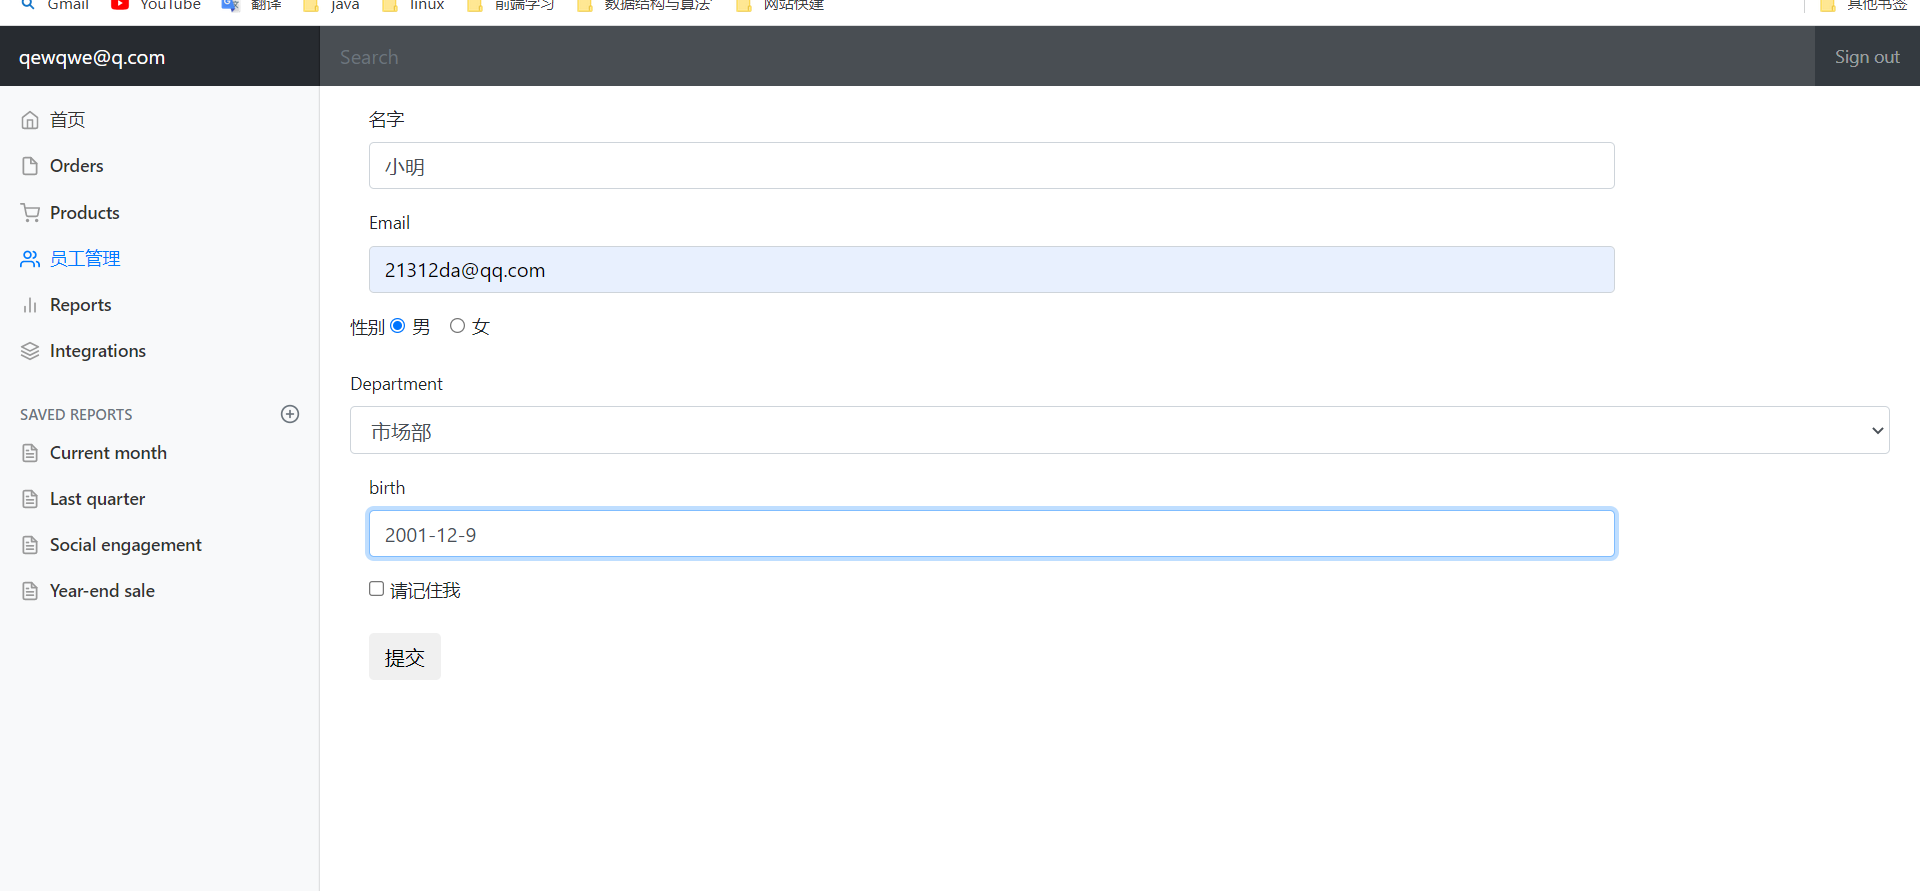 Gmail YouTube 翻译 java linux 前端学习 数据结构与算法 网站快建 其他书签
qewqwe@q.com Search Sign out
首页
Orders
Products
员工管理
Reports
Integrations
SAVED REPORTS
Current month
Last quarter
Social engagement
Year-end sale
名字
小明
Email
21312da@qq.com
性别 男 女
Department
市场部
birth
2001-12-9
请记住我
提交